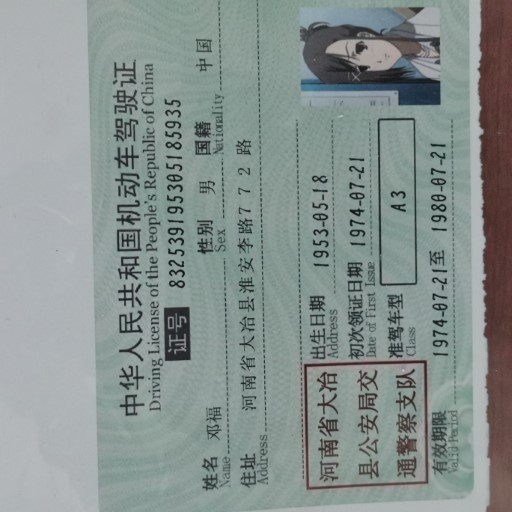 中华人民共和国机动车驾驶证
Driving License of the People's Republic of China
证号 832539195305185935
姓名 邓福 性别 男 国籍 中国
Name Sex Nationality
住址 河南省大冶县淮安李路772路
Address
出生日期 1953-05-18
Address
初次领证日期 1974-07-21
Date of First Issue
准驾车型 A3
Class
河南省大冶
县公安局交
通警察支队
有效期限 1974-07-21至 1980-07-21
Valid Period